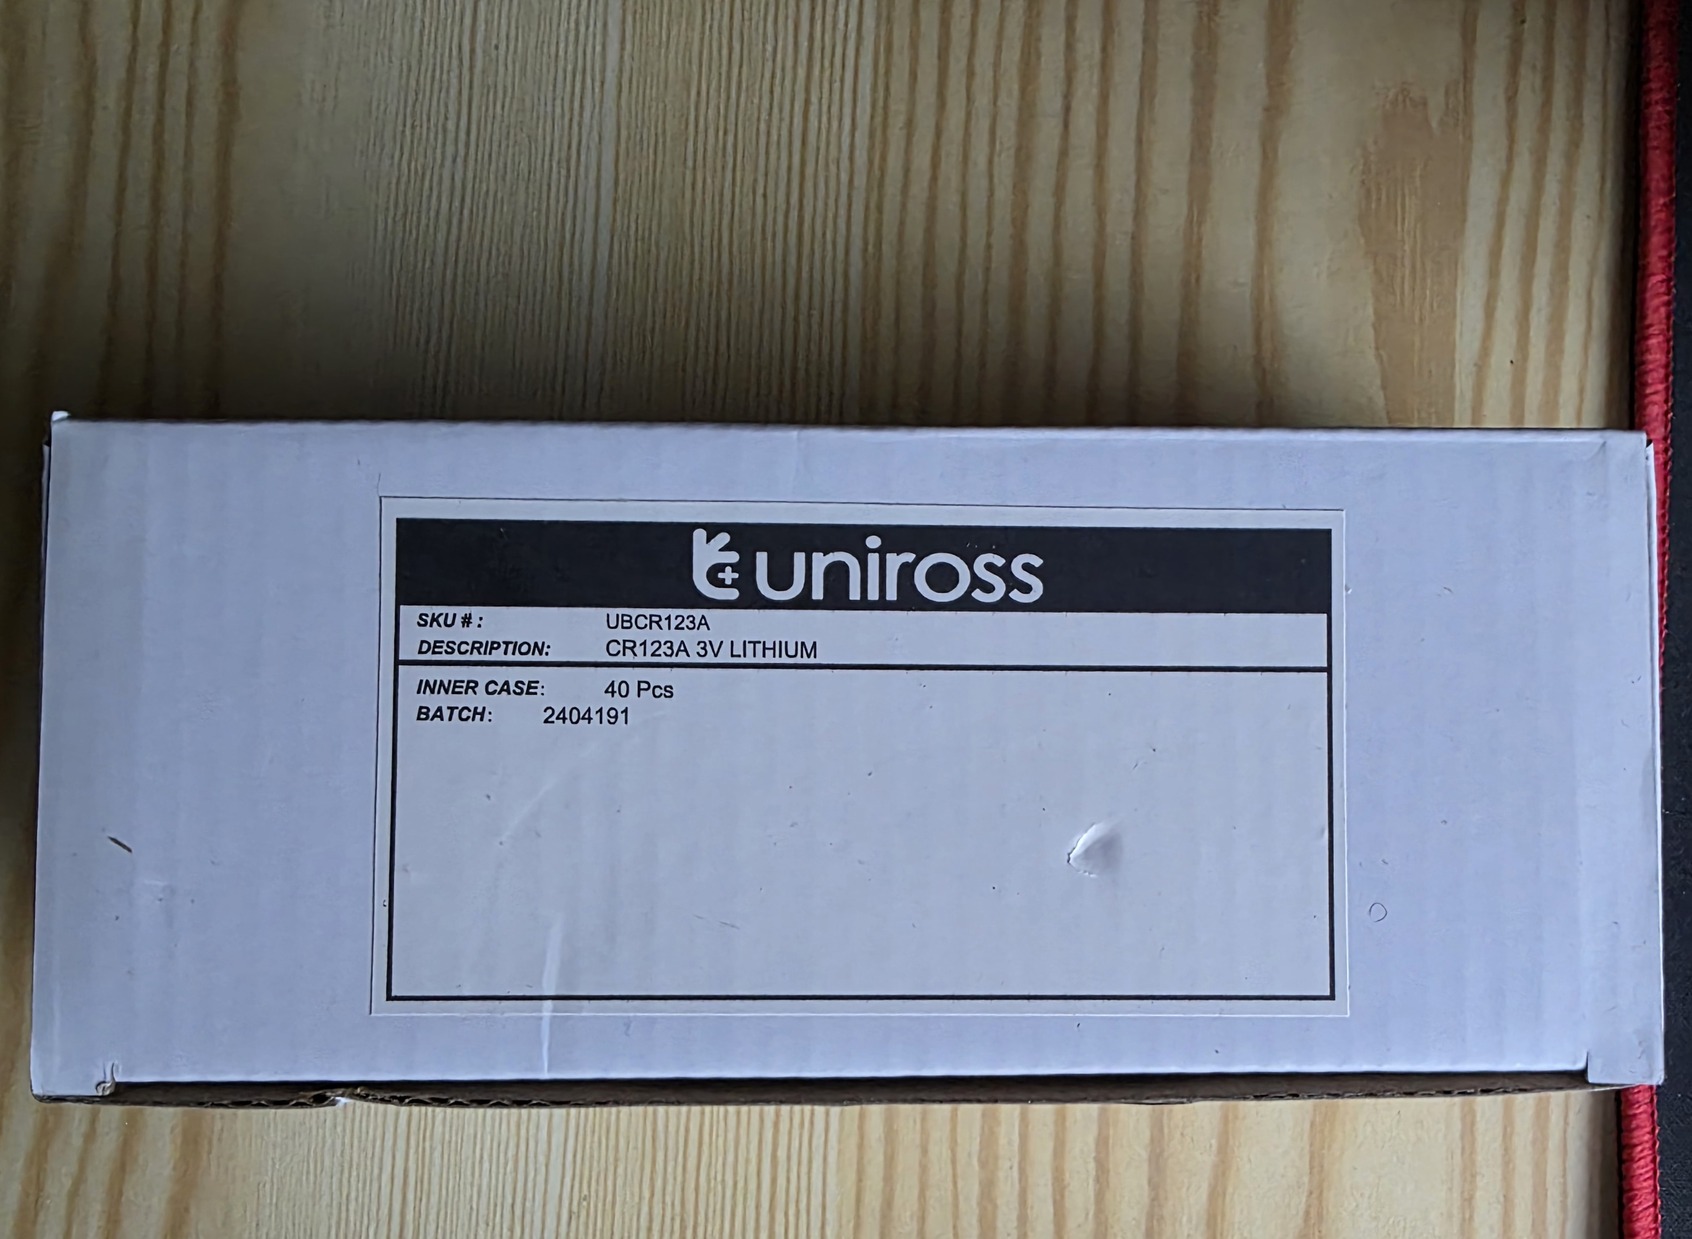 uniross
SKU #: UBCR123A
DESCRIPTION: CR123A 3V LITHIUM
INNER CASE: 40 Pcs
BATCH: 2404191